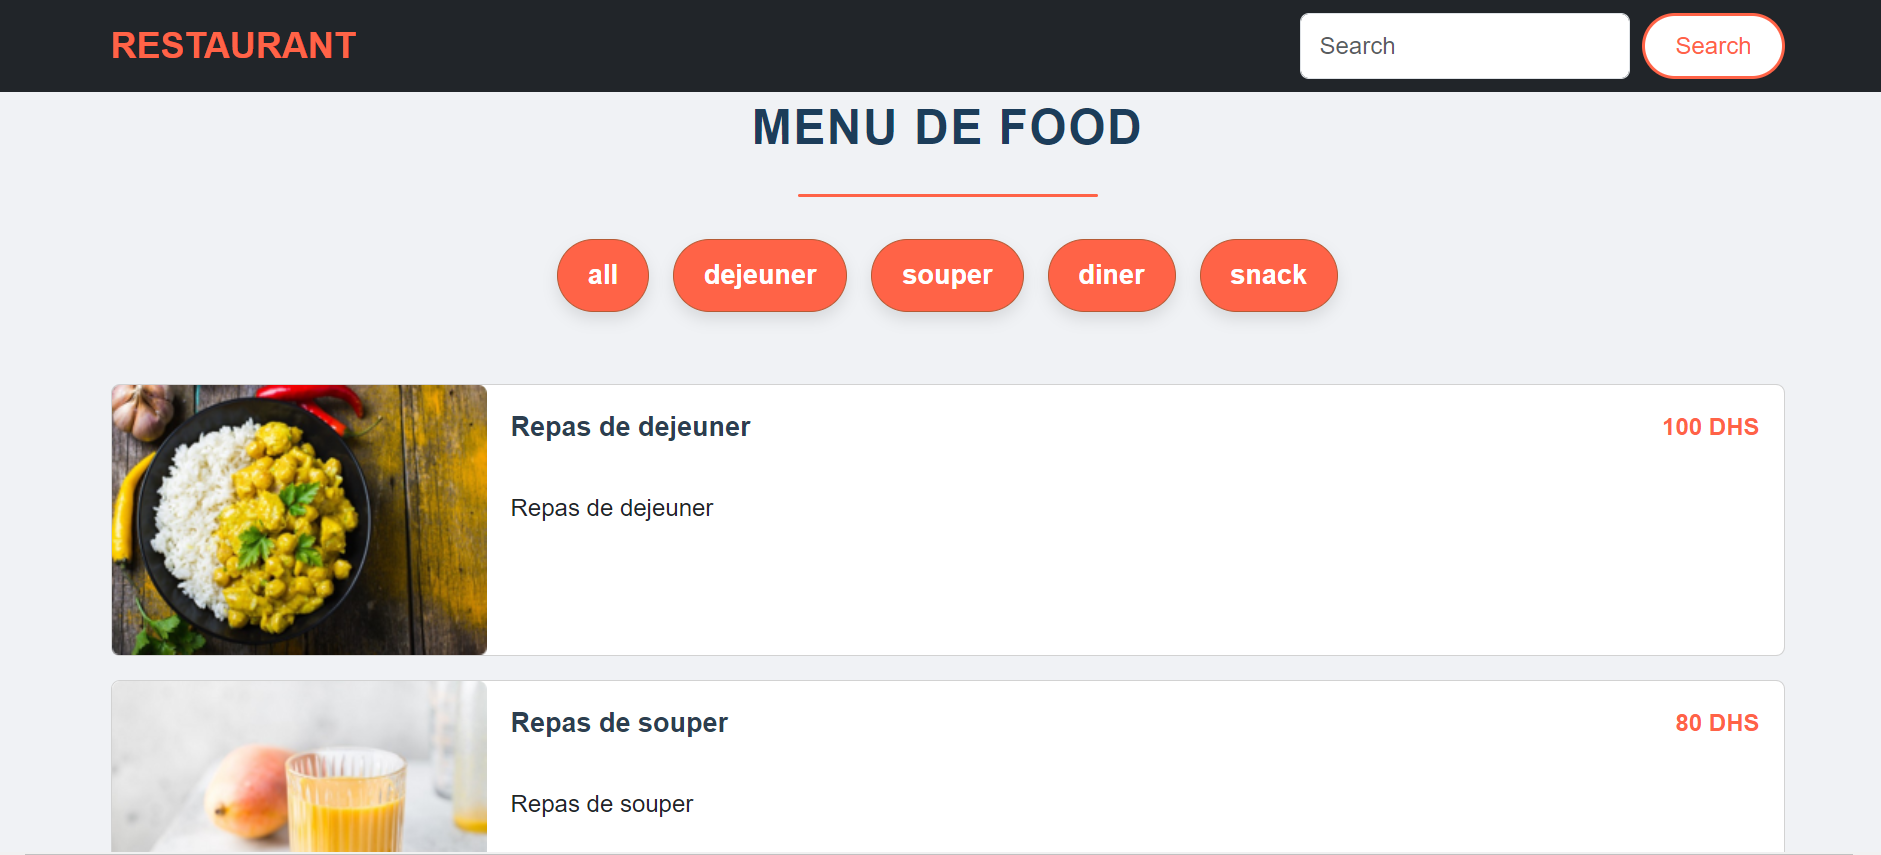 RESTAURANT
Search
Search
MENU DE FOOD
all
dejeuner
souper
diner
snack
Repas de dejeuner
100 DHS
Repas de dejeuner
Repas de souper
80 DHS
Repas de souper